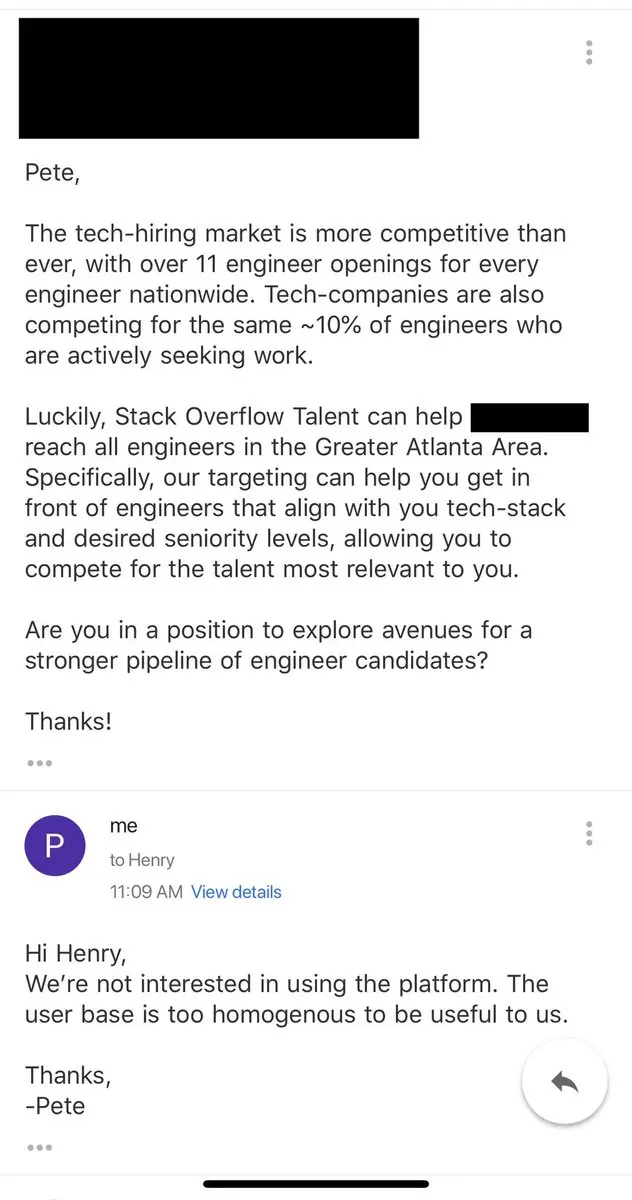 Pete,
The tech-hiring market is more competitive than
ever, with over 11 engineer openings for every
engineer nationwide. Tech-companies are also
competing for the same ~10% of engineers who
are actively seeking work.
Luckily, Stack Overflow Talent can help
reach all engineers in the Greater Atlanta Area.
Specifically, our targeting can help you get in
front of engineers that align with you tech-stack
and desired seniority levels, allowing you to
compete for the talent most relevant to you.
Are you in a position to explore avenues for a
stronger pipeline of engineer candidates?
Thanks!
P
me
to Henry
11:09 AM View details
Hi Henry,
We’re not interested in using the platform. The
user base is too homogenous to be useful to us.
Thanks,
-Pete